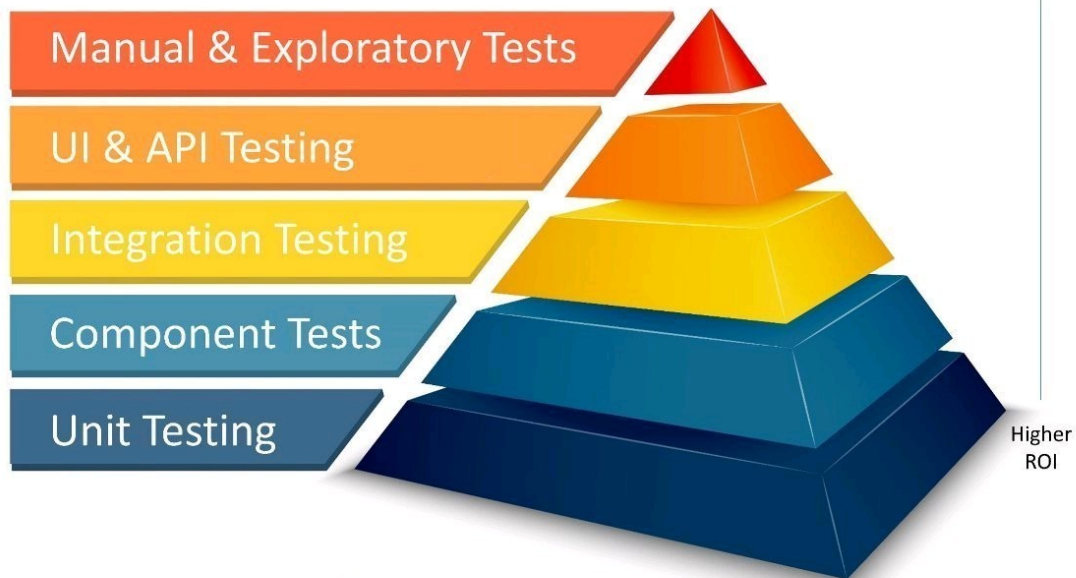 Manual & Exploratory Tests
UI & API Testing
Integration Testing
Component Tests
Unit Testing
Higher
ROI